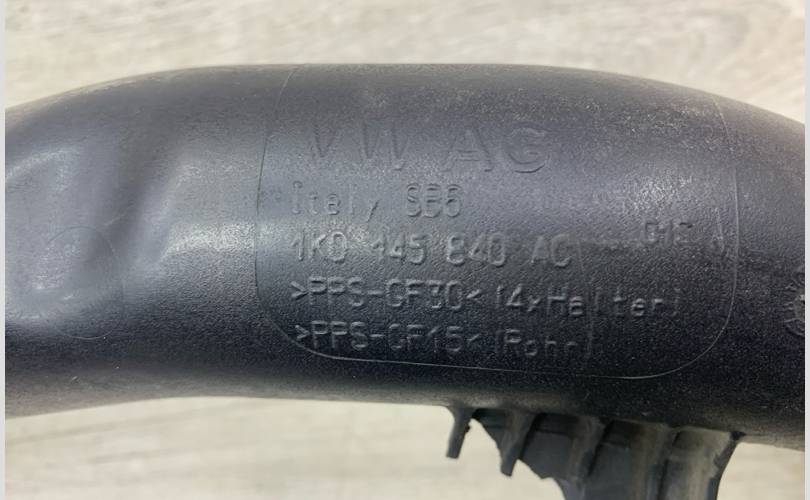 VW AG
Italy SB6
1K0 145 840 AC
>PPS-GF30< (4xHalter)
>PPS-GF15< (Rohr)